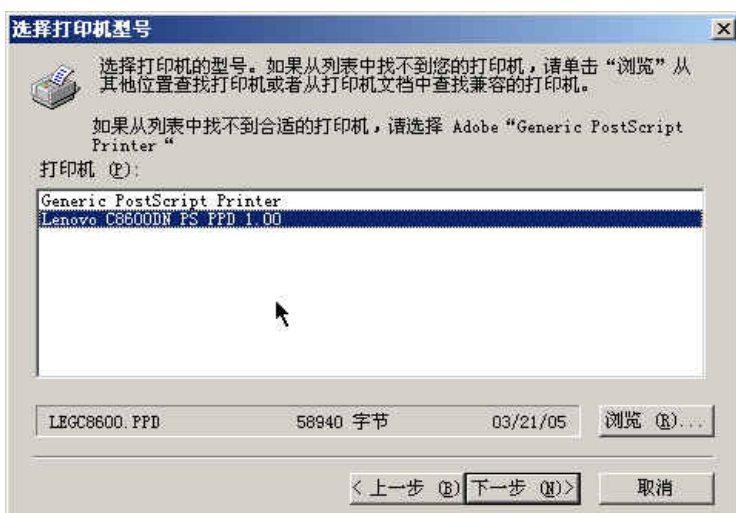 选择打印机型号
选择打印机的型号。如果从列表中找不到您的打印机，请单击“浏览”从
其他位置查找打印机或者从打印机文档中查找兼容的打印机。
如果从列表中找不到合适的打印机，请选择 Adobe“Generic PostScript
Printer“
打印机 (P):
Generic PostScript Printer
Lenovo C8600DN PS PPD 1.00
LEGC8600.PPD 58940 字节 03/21/05 浏览 (R)...
<上一步 (B) 下一步 (N)> 取消